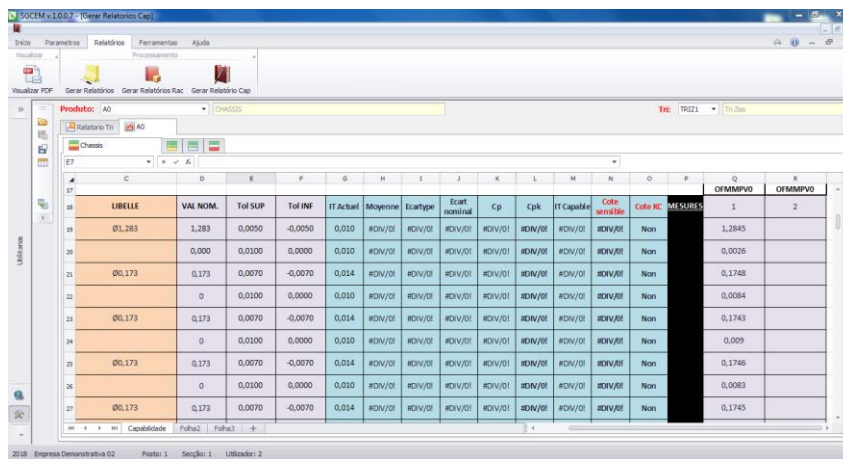 SGCEM v.1.0.0.7 - [Gerar Relatorios Cap]
Início Parametros Relatórios Ferramentas Ajuda
Visualizar Processamento
Visualizar PDF Gerar Relatórios Gerar Relatórios Rac Gerar Relatório Cap
Produto: A0 CHASSIS Tri: TRIZ1 Tri Zeis
Relatorio Tri A0
Chassis
E7
C D E F G H I J K L M N O P Q R
17 OFMMPV0 OFMMPV0
18 LIBELLE VAL NOM. Tol SUP Tol INF IT Actuel Moyenne Ecartype Ecart nominal Cp Cpk IT Capable Cote sensible Cote KC MESURES 1 2
19 Ø1,283 1,283 0,0050 -0,0050 0,010 #DIV/0! #DIV/0! #DIV/0! #DIV/0! #DIV/0! #DIV/0! #DIV/0! Non 1,2845
20 0,000 0,0100 0,0000 0,010 #DIV/0! #DIV/0! #DIV/0! #DIV/0! #DIV/0! #DIV/0! #DIV/0! Non 0,0026
21 Ø0,173 0,173 0,0070 -0,0070 0,014 #DIV/0! #DIV/0! #DIV/0! #DIV/0! #DIV/0! #DIV/0! #DIV/0! Non 0,1748
22 0 0,0100 0,0000 0,010 #DIV/0! #DIV/0! #DIV/0! #DIV/0! #DIV/0! #DIV/0! #DIV/0! Non 0,0084
23 Ø0,173 0,173 0,0070 -0,0070 0,014 #DIV/0! #DIV/0! #DIV/0! #DIV/0! #DIV/0! #DIV/0! #DIV/0! Non 0,1743
24 0 0,0100 0,0000 0,010 #DIV/0! #DIV/0! #DIV/0! #DIV/0! #DIV/0! #DIV/0! #DIV/0! Non 0,009
25 Ø0,173 0,173 0,0070 -0,0070 0,014 #DIV/0! #DIV/0! #DIV/0! #DIV/0! #DIV/0! #DIV/0! #DIV/0! Non 0,1746
26 0 0,0100 0,0000 0,010 #DIV/0! #DIV/0! #DIV/0! #DIV/0! #DIV/0! #DIV/0! #DIV/0! Non 0,0083
27 Ø0,173 0,173 0,0070 -0,0070 0,014 #DIV/0! #DIV/0! #DIV/0! #DIV/0! #DIV/0! #DIV/0! #DIV/0! Non 0,1745
Utilitarios
Capabilidade Folha2 Folha3
2018 Empresa Demonstrativa 02 Posto: 1 Secção: 1 Utilizador: 2